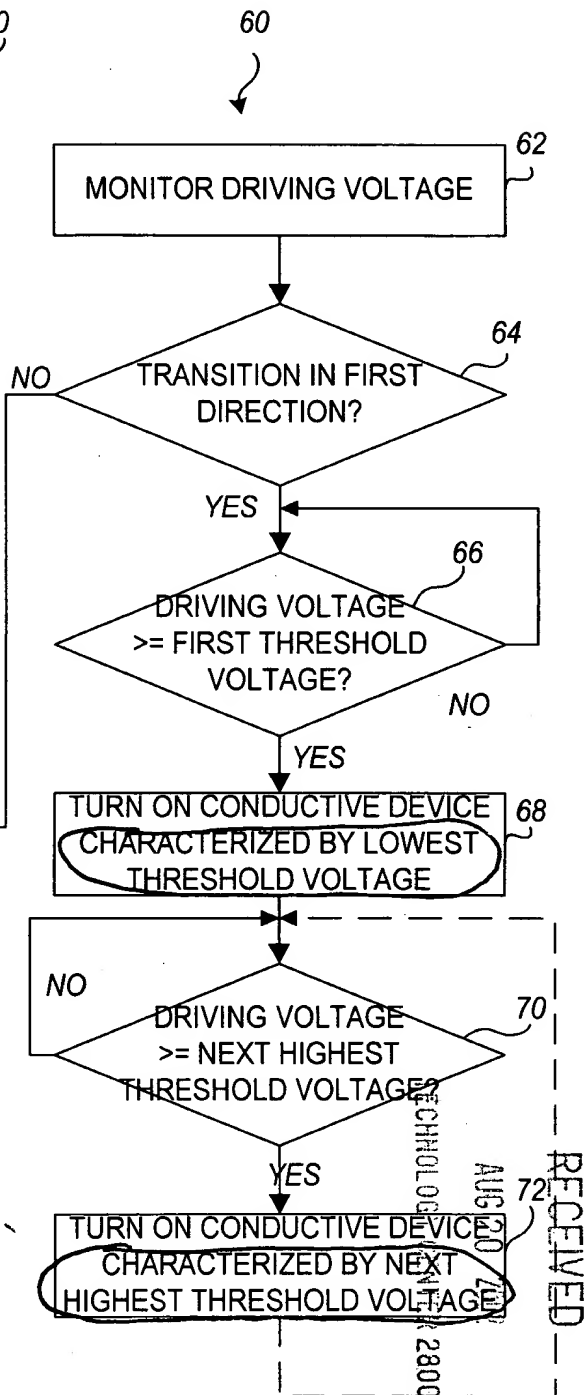 60
62
MONITOR DRIVING VOLTAGE
64
NO
TRANSITION IN FIRST
DIRECTION?
YES
66
DRIVING VOLTAGE
>= FIRST THRESHOLD
VOLTAGE?
NO
YES
TURN ON CONDUCTIVE DEVICE
68
CHARACTERIZED BY LOWEST
THRESHOLD VOLTAGE
NO
DRIVING VOLTAGE
70
>= NEXT HIGHEST
THRESHOLD VOLTAGE?
YES
72
TURN ON CONDUCTIVE DEVICE
CHARACTERIZED BY NEXT
HIGHEST THRESHOLD VOLTAGE
RECEIVED
AUG 20
2800